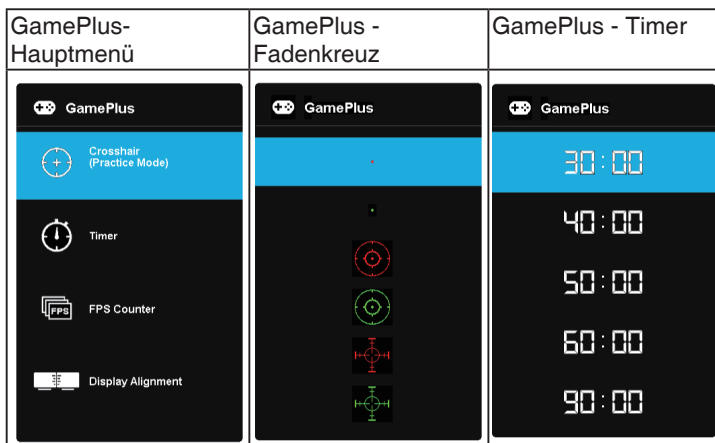 GamePlus-
Hauptmenü
GamePlus -
Fadenkreuz
GamePlus - Timer
GamePlus
Crosshair
(Practice Mode)
Timer
FPS
FPS Counter
Display Alignment
GamePlus
GamePlus
30:00
40:00
50:00
60:00
90:00